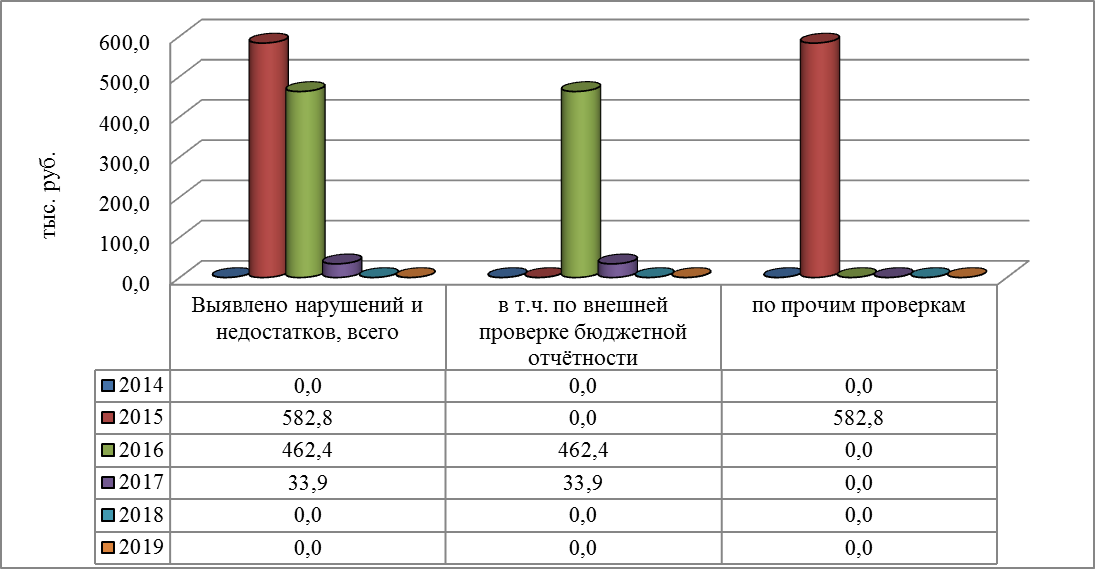 600,0
500,0
400,0
300,0
200,0
100,0
0,0
тыс. руб.
Выявлено нарушений и
недостатков, всего
в т.ч. по внешней
проверке бюджетной
отчётности
по прочим проверкам
2014 0,0 0,0 0,0
2015 582,8 0,0 582,8
2016 462,4 462,4 0,0
2017 33,9 33,9 0,0
2018 0,0 0,0 0,0
2019 0,0 0,0 0,0